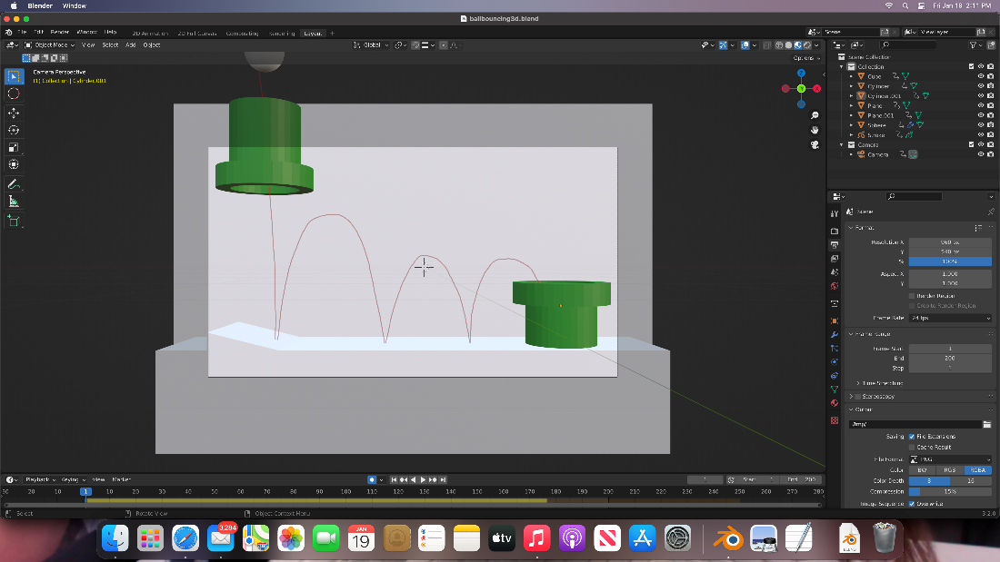 Blender Window Fri Jan 19 2:11 PM
ballbouncing3d.blend
File Edit Render Window Help 2D Animation 2D Full Canvas Compositing Rendering Layout + Scene ViewLayer
Object Mode View Select Add Object Global
Options
Camera Perspective
(1) Collection | Cylinder.001
Scene Collection
Collection
Cube
Cylinder
Cylinder.001
Plane
Plane.001
Sphere
Stroke
Camera
Camera
Scene
Format
Resolution X 960 px
Y 540 px
% 100%
Aspect X 1.000
Y 1.000
Render Region
Crop to Render Region
Frame Rate 24 fps
Frame Range
Frame Start 1
End 200
Step 1
Time Stretching
Stereoscopy
Output
/tmp/
Saving File Extensions
Cache Result
File Format PNG
Color BW RGB RGBA
Color Depth 8 16
Compression 15%
Image Sequence Overwrite
Playback Keying View Marker 1 Start 1 End 200
30 20 10 1 10 20 30 40 50 60 70 80 90 100 110 120 130 140 150 160 170 180 190 200 210 220 230 240 250 260 270 280
Select Rotate View Object Context Menu 3.2.0
3,284
JAN
19
tv
BLEND